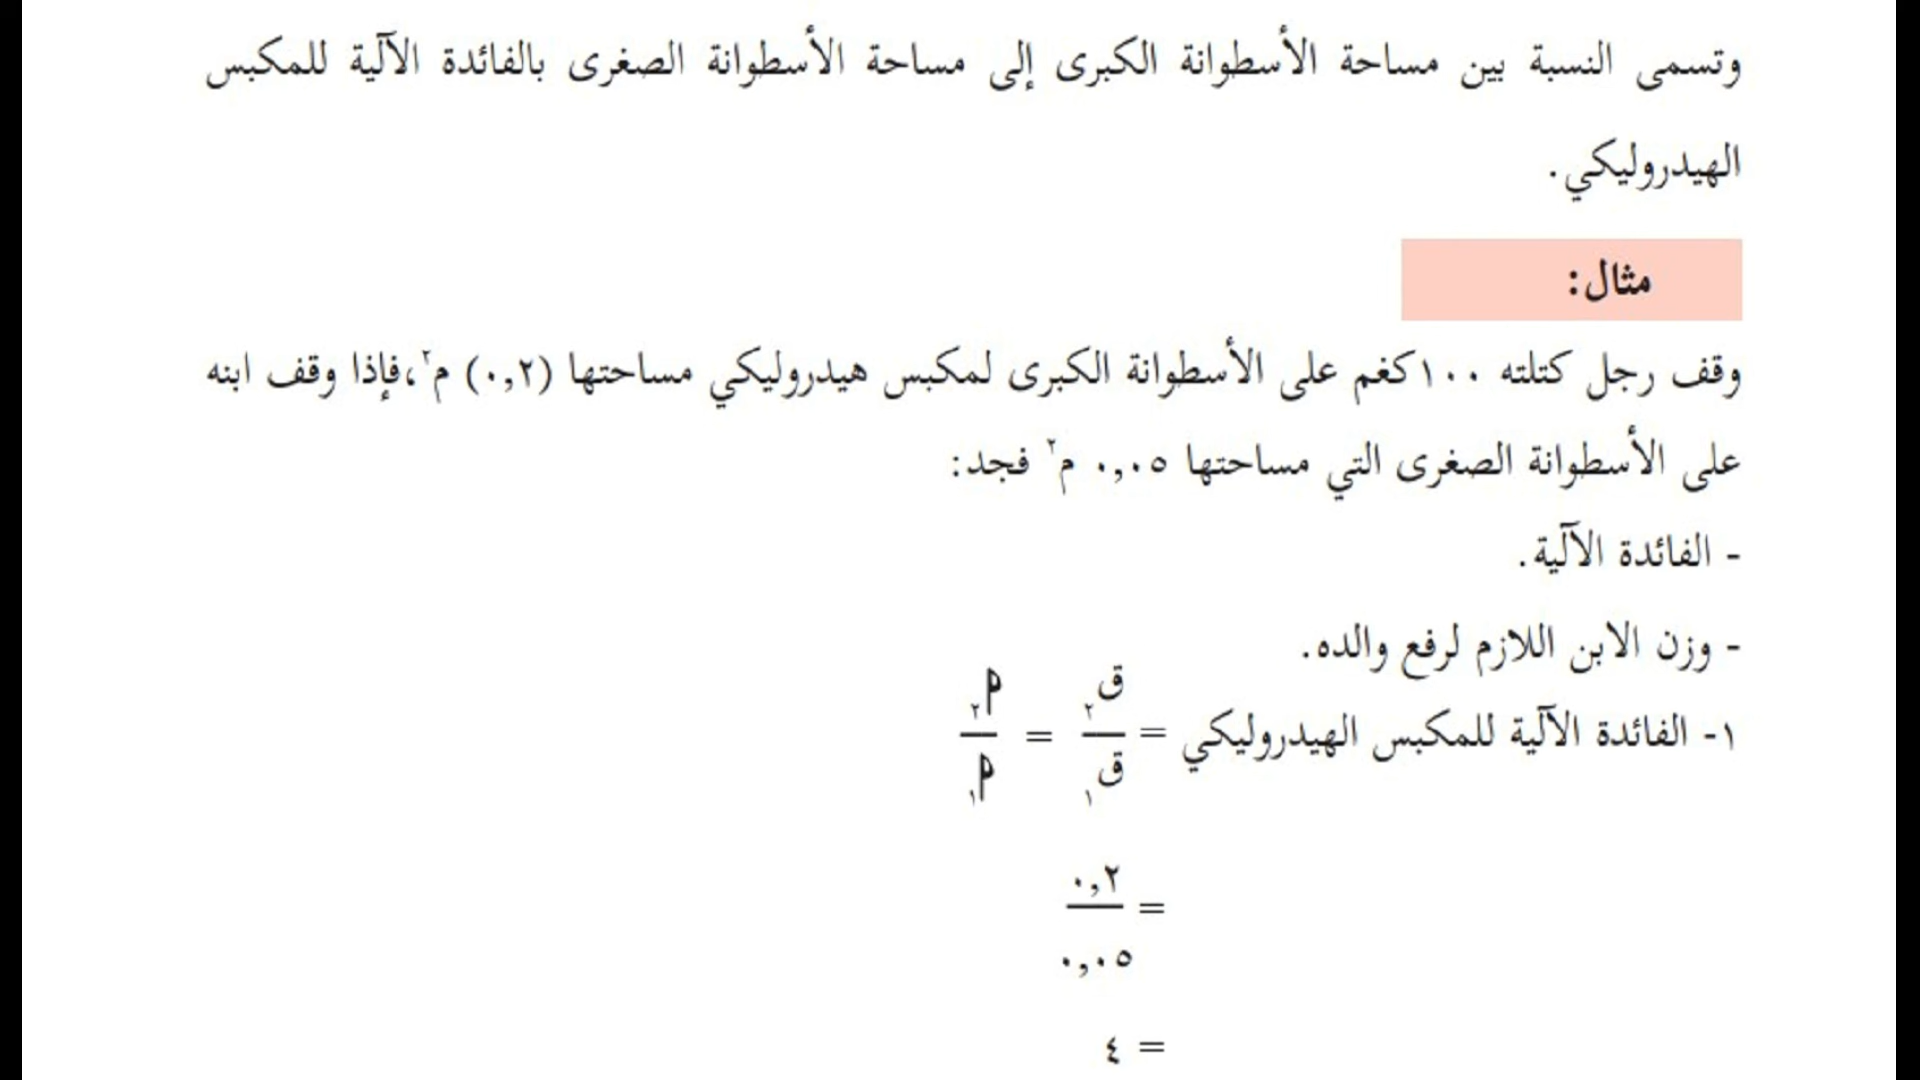 وتسمى النسبة بين مساحة الأسطوانة الكبرى إلى مساحة الأسطوانة الصغرى بالفائدة الآلية للمكبس
الهيدروليكي.
مثال:
وقف رجل كتلته ١٠٠كغم على الأسطوانة الكبرى لمكبس هيدروليكي مساحتها (٠,٢) م٢،فإذا وقف ابنه
على الأسطوانة الصغرى التي مساحتها ٠,٠٥ م٢ فجد:
- الفائدة الآلية.
- وزن الابن اللازم لرفع والده.
١- الفائدة الآلية للمكبس الهيدروليكي = ق٢/ق١ = م٢/م١
= ٠,٢/٠,٠٥
= ٤